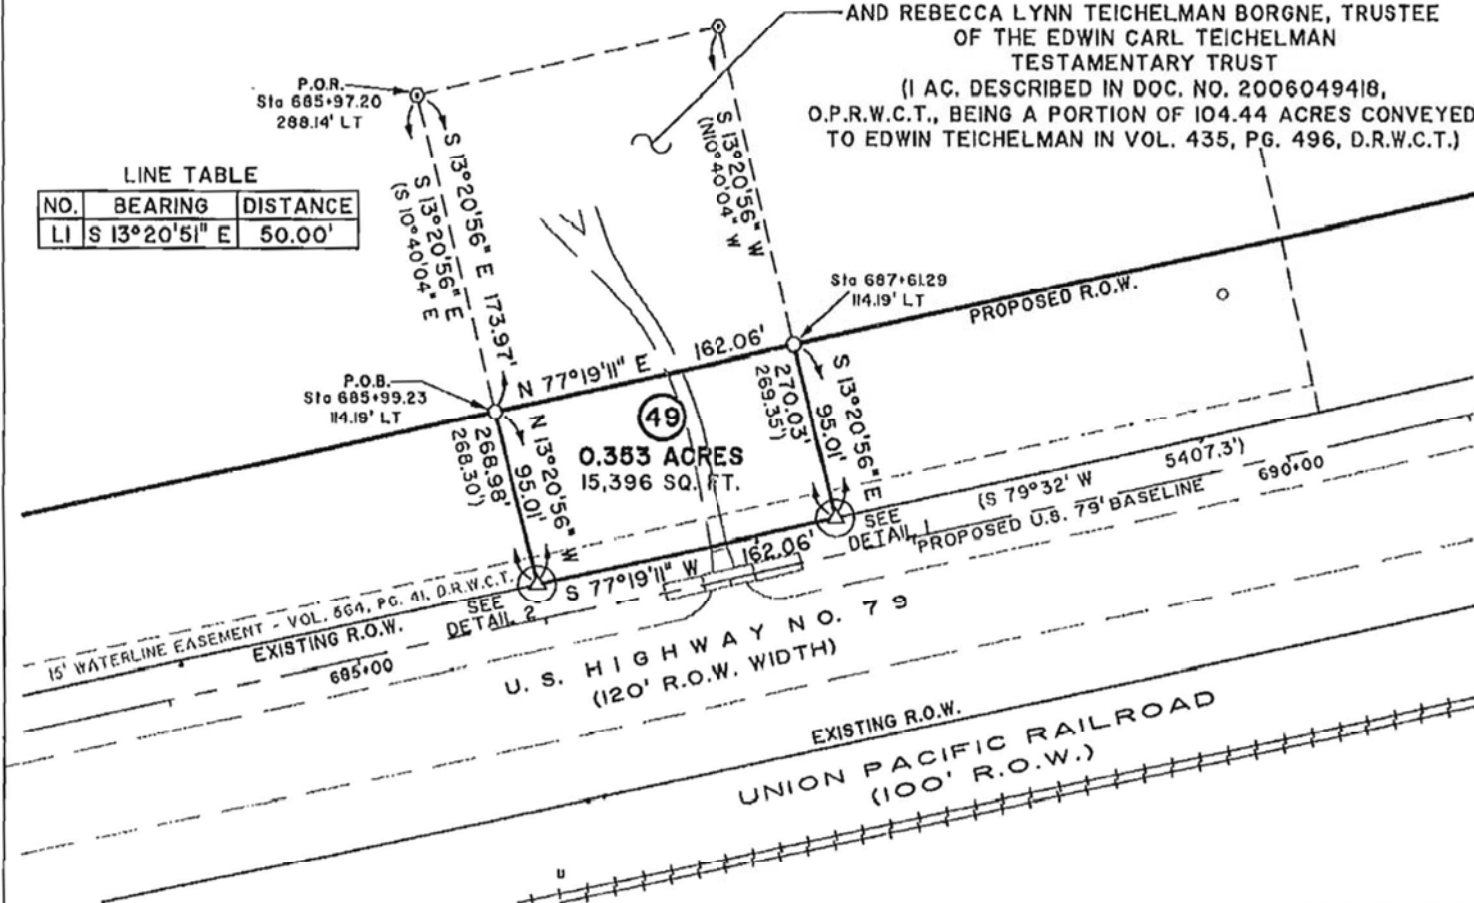 AND REBECCA LYNN TEICHELMAN BORGNE, TRUSTEE
OF THE EDWIN CARL TEICHELMAN
TESTAMENTARY TRUST
(1 AC. DESCRIBED IN DOC. NO. 2006049418,
O.P.R.W.C.T., BEING A PORTION OF 104.44 ACRES CONVEYED
TO EDWIN TEICHELMAN IN VOL. 435, PG. 496, D.R.W.C.T.)
P.O.R.
Sta 685+97.20
288.14' LT
LINE TABLE
NO. BEARING DISTANCE
L1 S 13°20'51" E 50.00'
S 13°20'56" E 173.97'
S 13°20'56" E
(S 10°40'04" E
S 13°20'56" W
(N10°40'04" W
Sta 687+61.29
114.19' LT
PROPOSED R.O.W.
P.O.B.
Sta 685+99.23
114.19' LT
N 77°19'11" E 162.06'
49
0.353 ACRES
15,396 SQ. FT.
N 13°20'56" W
95.01'
268.98'
268.30')
S 13°20'56" E
95.01'
270.03'
269.35')
S 77°19'11" W 162.06'
SEE
DETAIL 1
SEE
DETAIL 2
(S 79°32' W 5407.3')
PROPOSED U.S. 79 BASELINE
690+00
15' WATERLINE EASEMENT - VOL. 564, PG. 41, D.R.W.C.T.
EXISTING R.O.W.
685+00
U. S. HIGHWAY NO. 79
(120' R.O.W. WIDTH)
EXISTING R.O.W.
UNION PACIFIC RAILROAD
(100' R.O.W.)